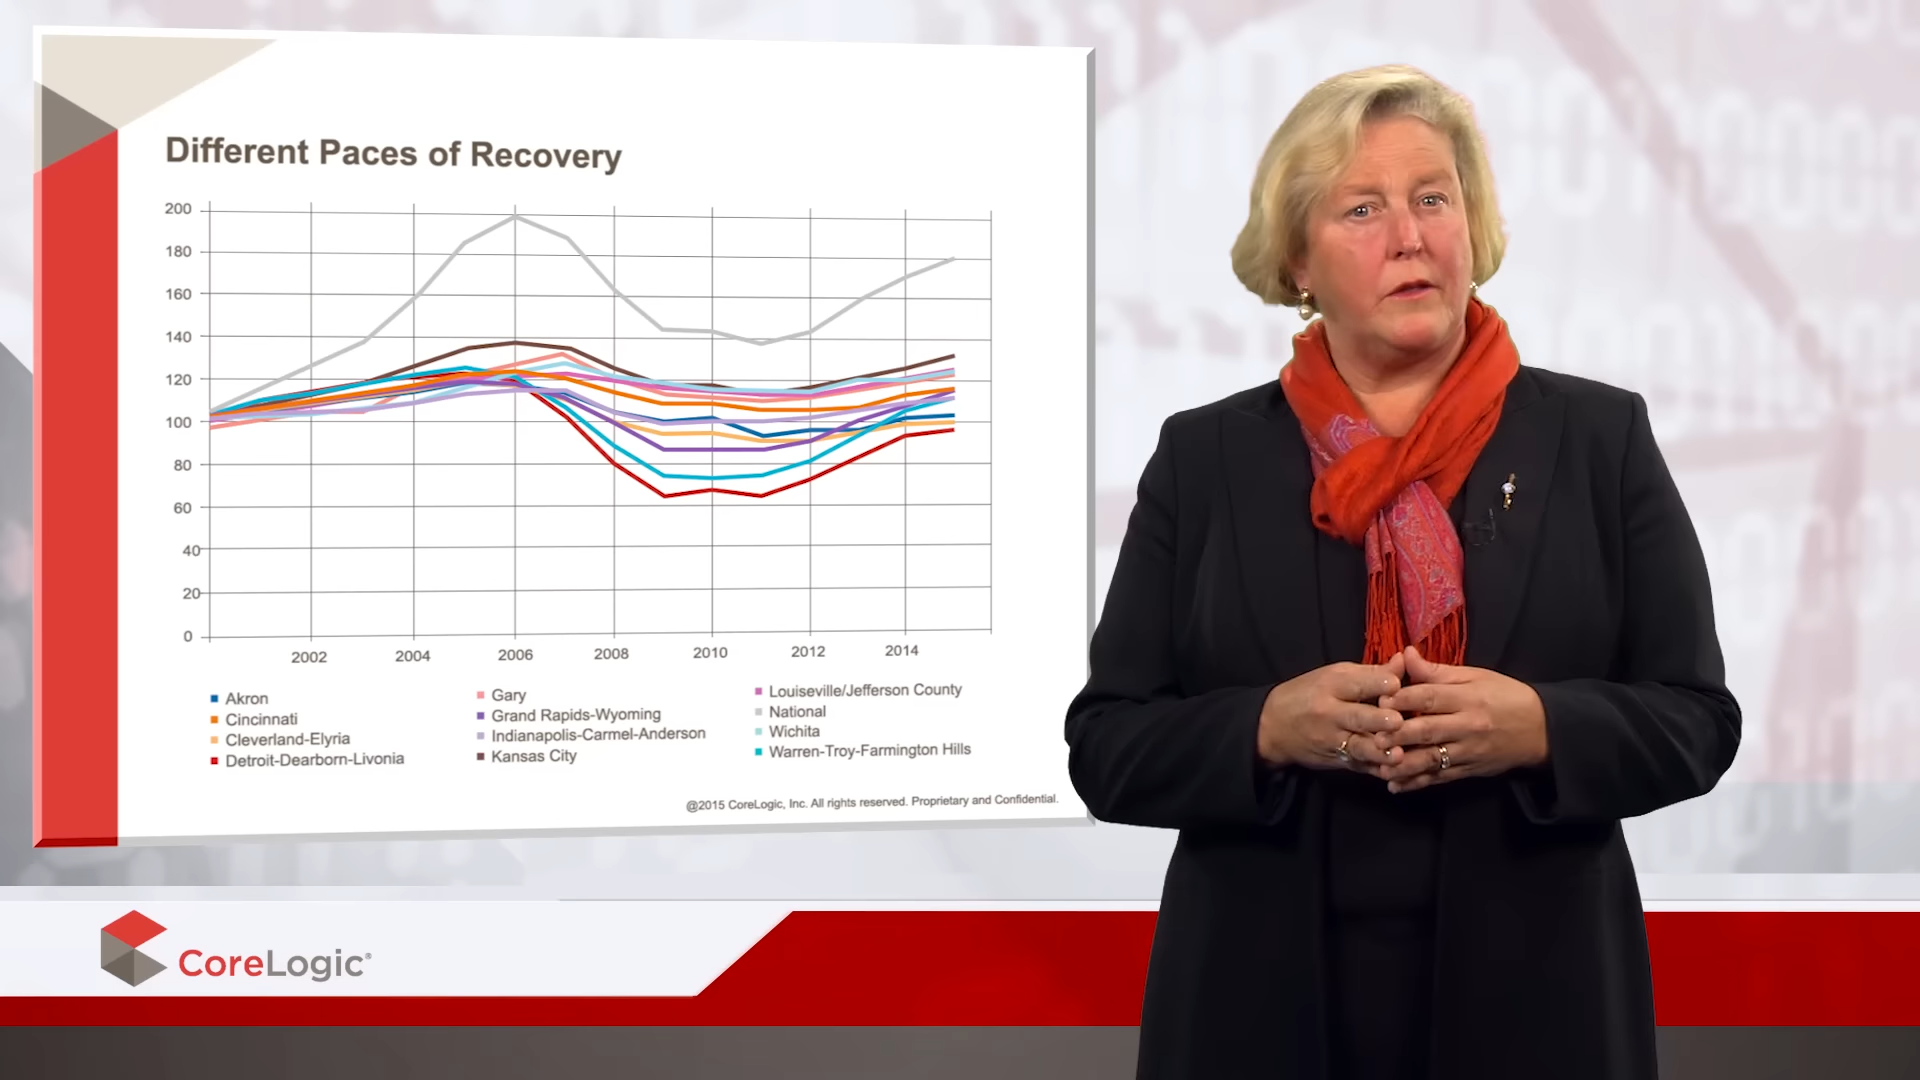 Different Paces of Recovery
200
180
160
140
120
100
80
60
40
20
0
2002 2004 2006 2008 2010 2012 2014
Akron
Cincinnati
Cleverland-Elyria
Detroit-Dearborn-Livonia
Gary
Grand Rapids-Wyoming
Indianapolis-Carmel-Anderson
Kansas City
Louiseville/Jefferson County
National
Wichita
Warren-Troy-Farmington Hills
@2015 CoreLogic, Inc. All rights reserved. Proprietary and Confidential.
CoreLogic®